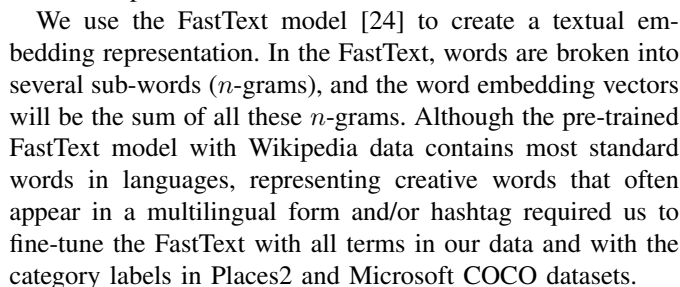 We use the FastText model [24] to create a textual em-
bedding representation. In the FastText, words are broken into
several sub-words (n-grams), and the word embedding vectors
will be the sum of all these n-grams. Although the pre-trained
FastText model with Wikipedia data contains most standard
words in languages, representing creative words that often
appear in a multilingual form and/or hashtag required us to
fine-tune the FastText with all terms in our data and with the
category labels in Places2 and Microsoft COCO datasets.